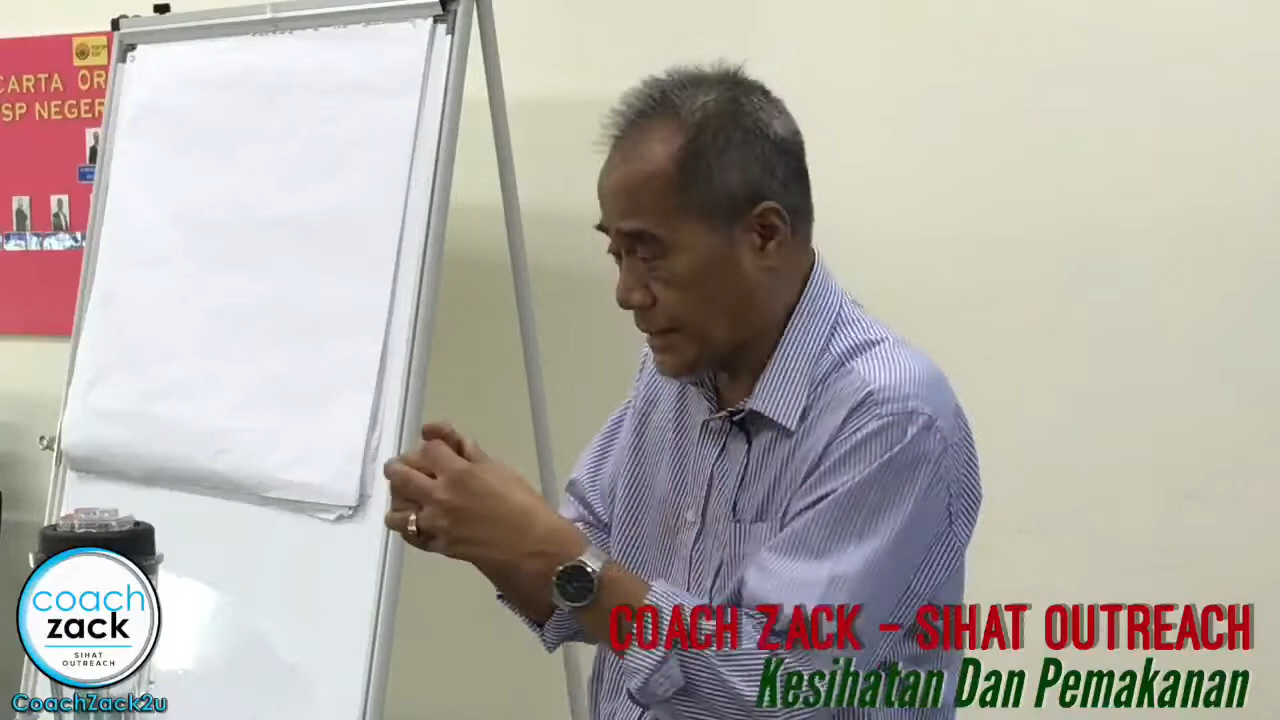 CARTA OR
SP NEGER
coach
zack
SIHAT
OUTREACH
CoachZack2u
COACH ZACK - SIHAT OUTREACH
Kesihatan Dan Pemakanan